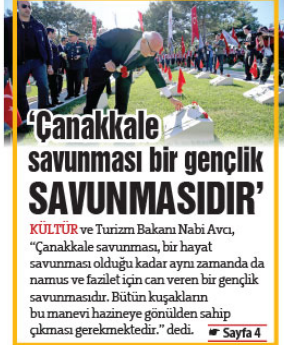 'Çanakkale
savunması bir gençlik
SAVUNMASIDIR'
KÜLTÜR ve Turizm Bakanı Nabi Avcı,
"Çanakkale savunması, bir hayat
savunması olduğu kadar aynı zamanda da
namus ve fazilet için can veren bir gençlik
savunmasıdır. Bütün kuşakların
bu manevi hazineye gönülden sahip
çıkması gerekmektedir." dedi. ☛ Sayfa 4